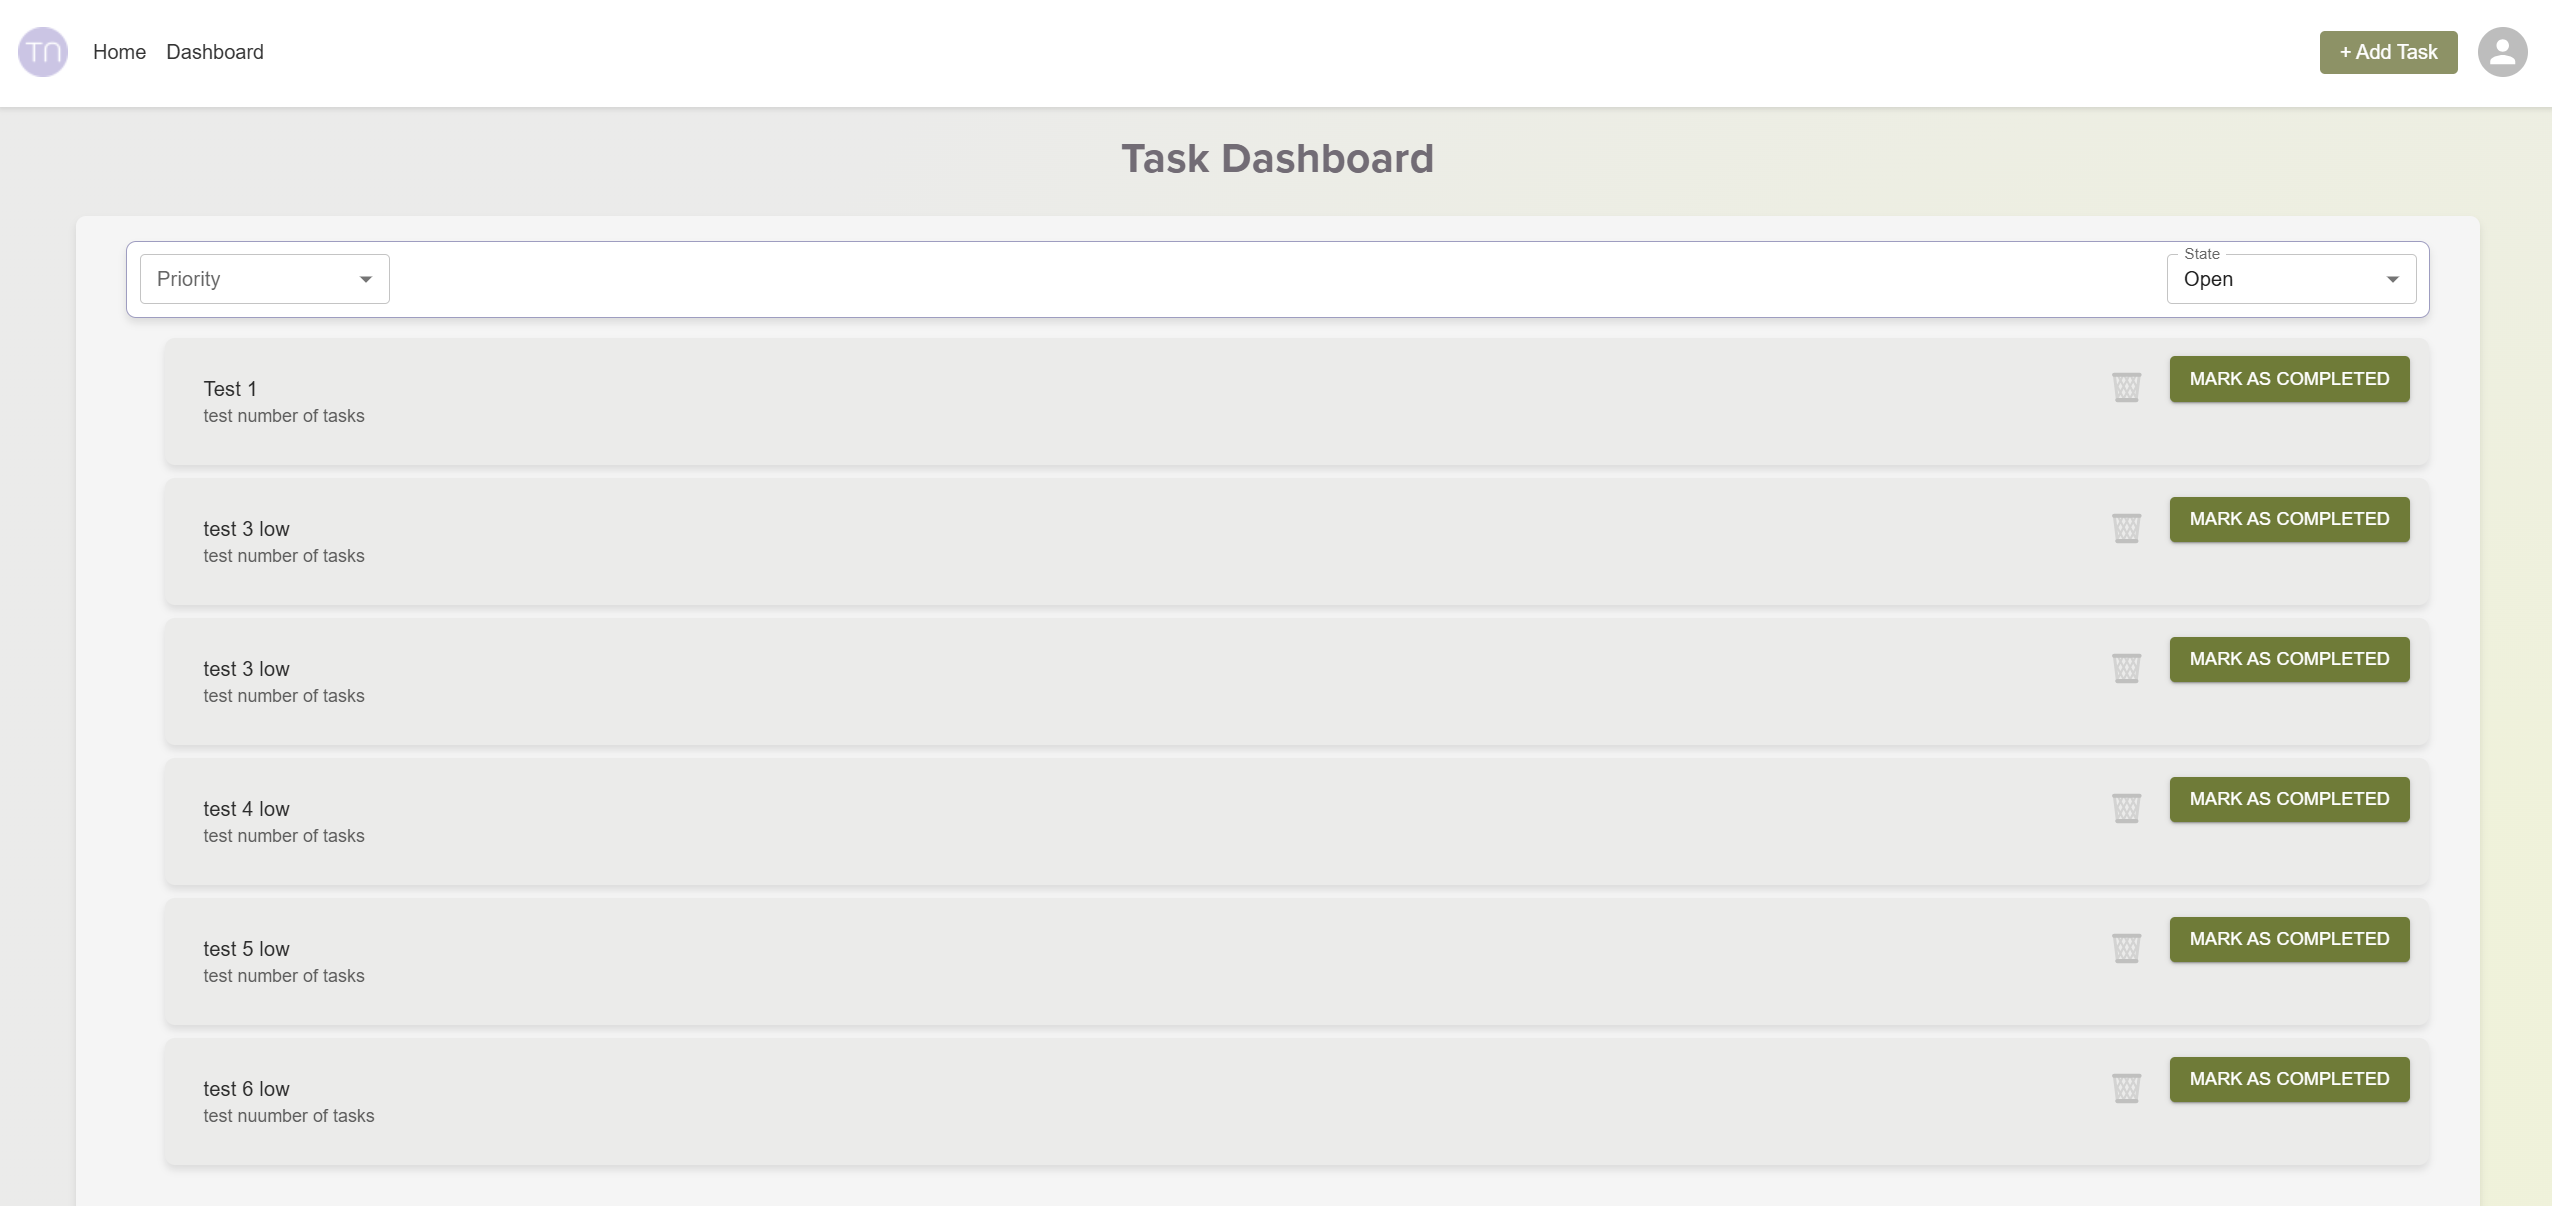 TN
Home Dashboard + Add Task
Task Dashboard
Priority
State
Open
Test 1
test number of tasks
MARK AS COMPLETED
test 3 low
test number of tasks
MARK AS COMPLETED
test 3 low
test number of tasks
MARK AS COMPLETED
test 4 low
test number of tasks
MARK AS COMPLETED
test 5 low
test number of tasks
MARK AS COMPLETED
test 6 low
test nuumber of tasks
MARK AS COMPLETED